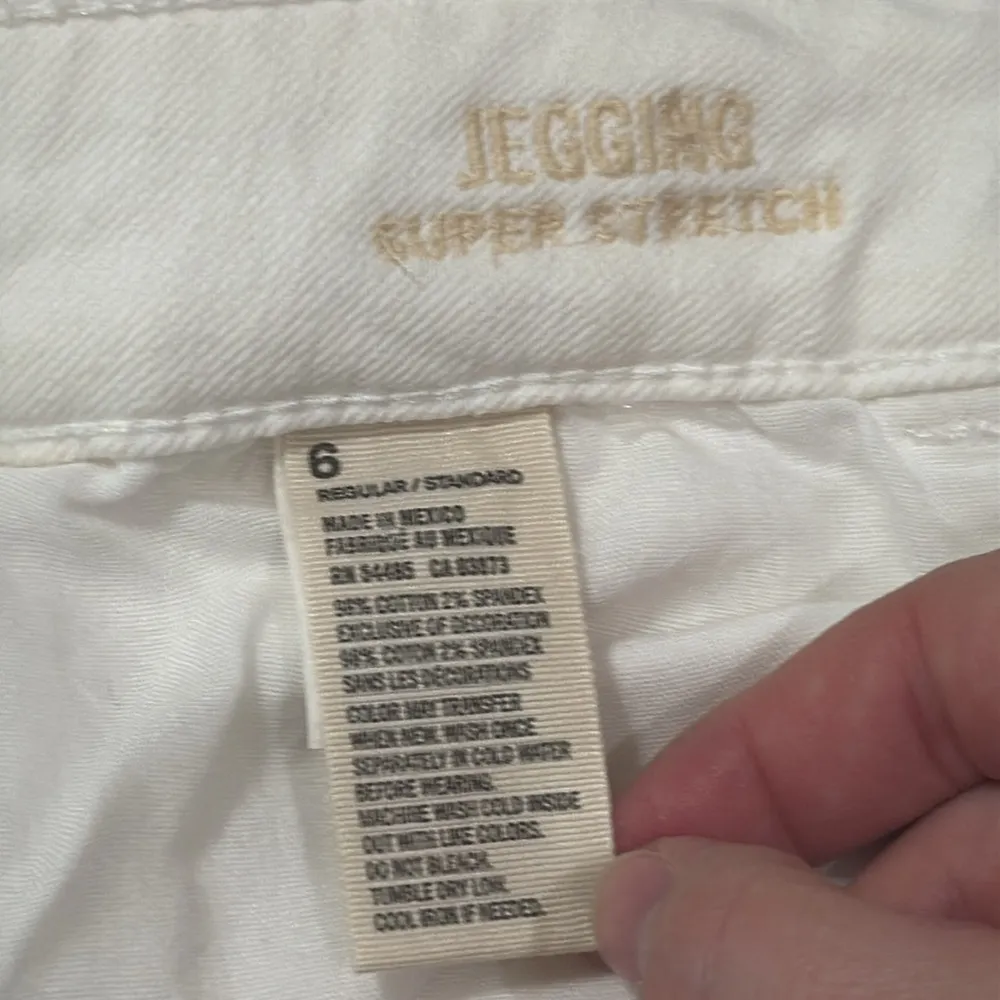 JEGGING
SUPER STRETCH
6
REGULAR / STANDARD
MADE IN MEXICO
FABRIQUÉ AU MEXIQUE
RN 54485 CA 03873
98% COTTON 2% SPANDEX
EXCLUSIVE OF DECORATION
98% COTON 2% SPANDEX
SANS LES DÉCORATIONS
COLOR MAY TRANSFER
WHEN NEW. WASH ONCE
SEPARATELY IN COLD WATER
BEFORE WEARING.
MACHINE WASH COLD INSIDE
OUT WITH LIKE COLORS.
DO NOT BLEACH.
TUMBLE DRY LOW.
COOL IRON IF NEEDED.